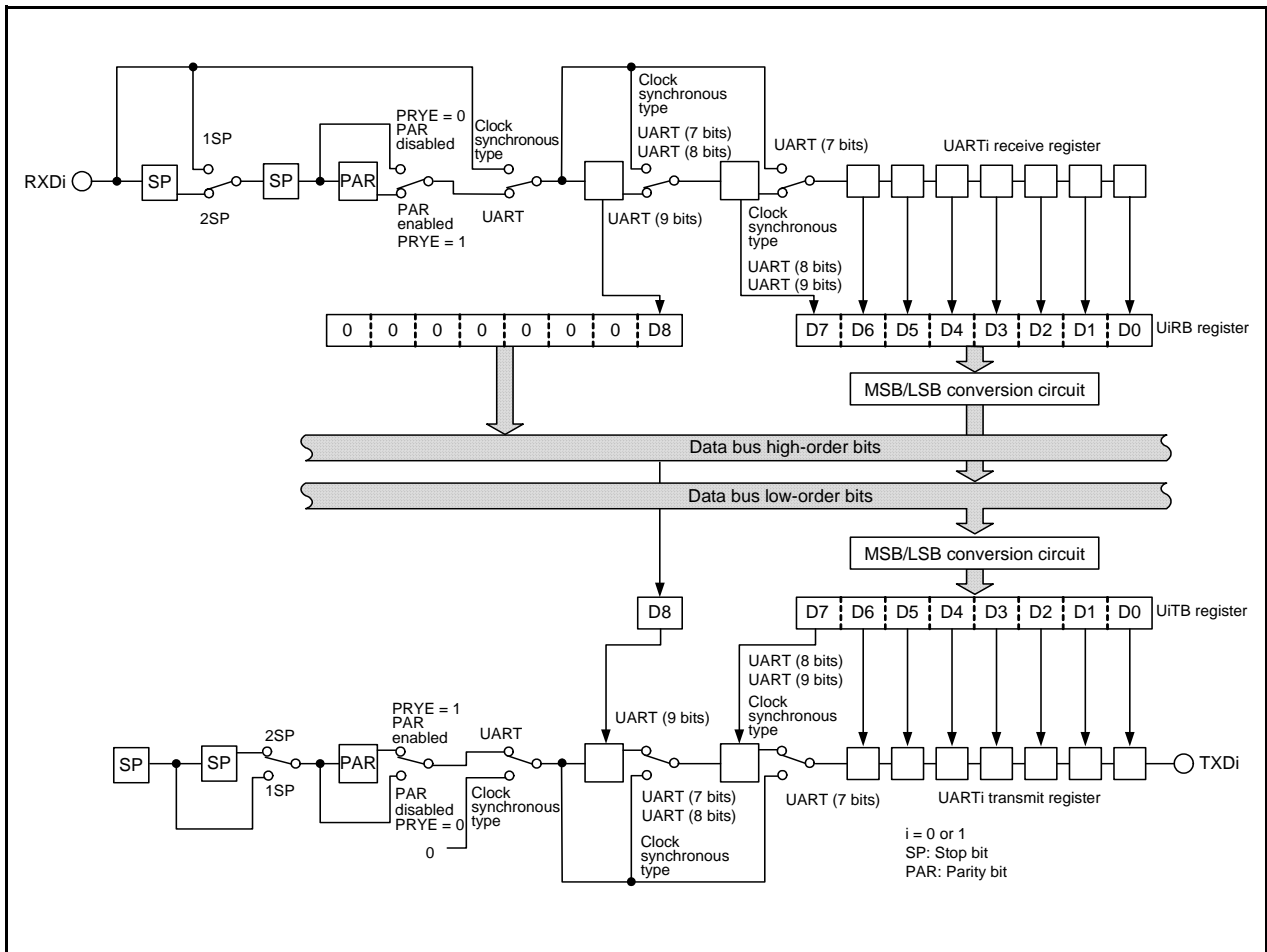 Clock
synchronous
type
PRYE = 0
PAR
disabled
Clock
synchronous
type
1SP
UART (7 bits)
UART (8 bits)
UART (7 bits)
UARTi receive register
RXDi
SP
SP
PAR
2SP
PAR
enabled
PRYE = 1
UART
UART (9 bits)
Clock
synchronous
type
UART (8 bits)
UART (9 bits)
0 0 0 0 0 0 0 D8
D7 D6 D5 D4 D3 D2 D1 D0
UiRB register
MSB/LSB conversion circuit
Data bus high-order bits
Data bus low-order bits
MSB/LSB conversion circuit
D8
D7 D6 D5 D4 D3 D2 D1 D0
UiTB register
UART (8 bits)
UART (9 bits)
Clock
synchronous
type
PRYE = 1
PAR
enabled
UART
UART (9 bits)
2SP
SP
SP
PAR
TXDi
1SP
PAR
disabled
PRYE = 0
0
Clock
synchronous
type
UART (7 bits)
UART (8 bits)
UART (7 bits)
UARTi transmit register
Clock
synchronous
type
i = 0 or 1
SP: Stop bit
PAR: Parity bit